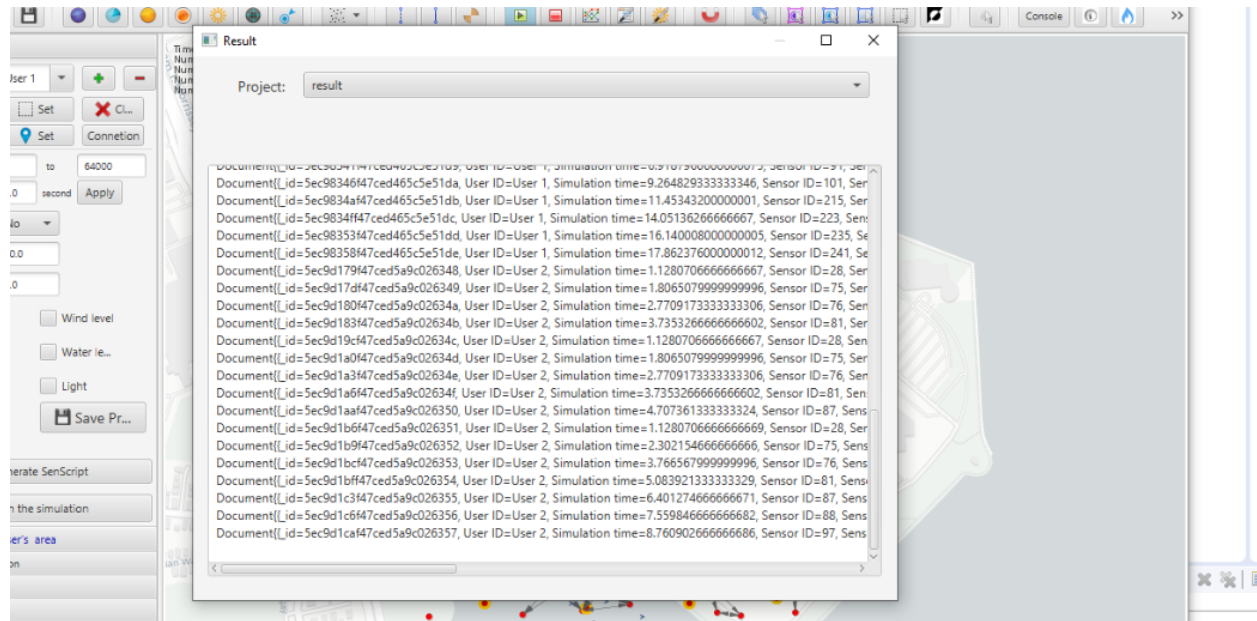 Console
>>
Result
Time
Num
Num
Num
User 1
Project:
result
Set
Cl...
Set
Connetion
to
64000
.0
second
Apply
No
0.0
.0
Wind level
Water le...
Light
Save Pr...
nerate SenScript
n the simulation
ser's area
on
Document{{_id=5ec98346f47ced465c5e51da, User ID=User 1, Simulation time=9.264829333333346, Sensor ID=101, Ser
Document{{_id=5ec9834af47ced465c5e51db, User ID=User 1, Simulation time=11.45343200000001, Sensor ID=215, Ser
Document{{_id=5ec9834ff47ced465c5e51dc, User ID=User 1, Simulation time=14.05136266666667, Sensor ID=223, Sens
Document{{_id=5ec98353f47ced465c5e51dd, User ID=User 1, Simulation time=16.140008000000005, Sensor ID=235, Se
Document{{_id=5ec98358f47ced465c5e51de, User ID=User 1, Simulation time=17.862376000000012, Sensor ID=241, Se
Document{{_id=5ec9d179f47ced5a9c026348, User ID=User 2, Simulation time=1.1280706666666667, Sensor ID=28, Ser
Document{{_id=5ec9d17df47ced5a9c026349, User ID=User 2, Simulation time=1.8065079999999996, Sensor ID=75, Ser
Document{{_id=5ec9d180f47ced5a9c02634a, User ID=User 2, Simulation time=2.7709173333333306, Sensor ID=76, Ser
Document{{_id=5ec9d183f47ced5a9c02634b, User ID=User 2, Simulation time=3.7353266666666602, Sensor ID=81, Ser
Document{{_id=5ec9d19cf47ced5a9c02634c, User ID=User 2, Simulation time=1.1280706666666667, Sensor ID=28, Sen
Document{{_id=5ec9d1a0f47ced5a9c02634d, User ID=User 2, Simulation time=1.8065079999999996, Sensor ID=75, Ser
Document{{_id=5ec9d1a3f47ced5a9c02634e, User ID=User 2, Simulation time=2.7709173333333306, Sensor ID=76, Ser
Document{{_id=5ec9d1a6f47ced5a9c02634f, User ID=User 2, Simulation time=3.7353266666666602, Sensor ID=81, Sen
Document{{_id=5ec9d1aaf47ced5a9c026350, User ID=User 2, Simulation time=4.707361333333324, Sensor ID=87, Sens
Document{{_id=5ec9d1b6f47ced5a9c026351, User ID=User 2, Simulation time=1.1280706666666669, Sensor ID=28, Ser
Document{{_id=5ec9d1b9f47ced5a9c026352, User ID=User 2, Simulation time=2.302154666666666, Sensor ID=75, Sens
Document{{_id=5ec9d1bcf47ced5a9c026353, User ID=User 2, Simulation time=3.766567999999996, Sensor ID=76, Sens
Document{{_id=5ec9d1bff47ced5a9c026354, User ID=User 2, Simulation time=5.083921333333329, Sensor ID=81, Sens
Document{{_id=5ec9d1c3f47ced5a9c026355, User ID=User 2, Simulation time=6.401274666666671, Sensor ID=87, Sens
Document{{_id=5ec9d1c6f47ced5a9c026356, User ID=User 2, Simulation time=7.559846666666682, Sensor ID=88, Sens
Document{{_id=5ec9d1caf47ced5a9c026357, User ID=User 2, Simulation time=8.760902666666686, Sensor ID=97, Sens